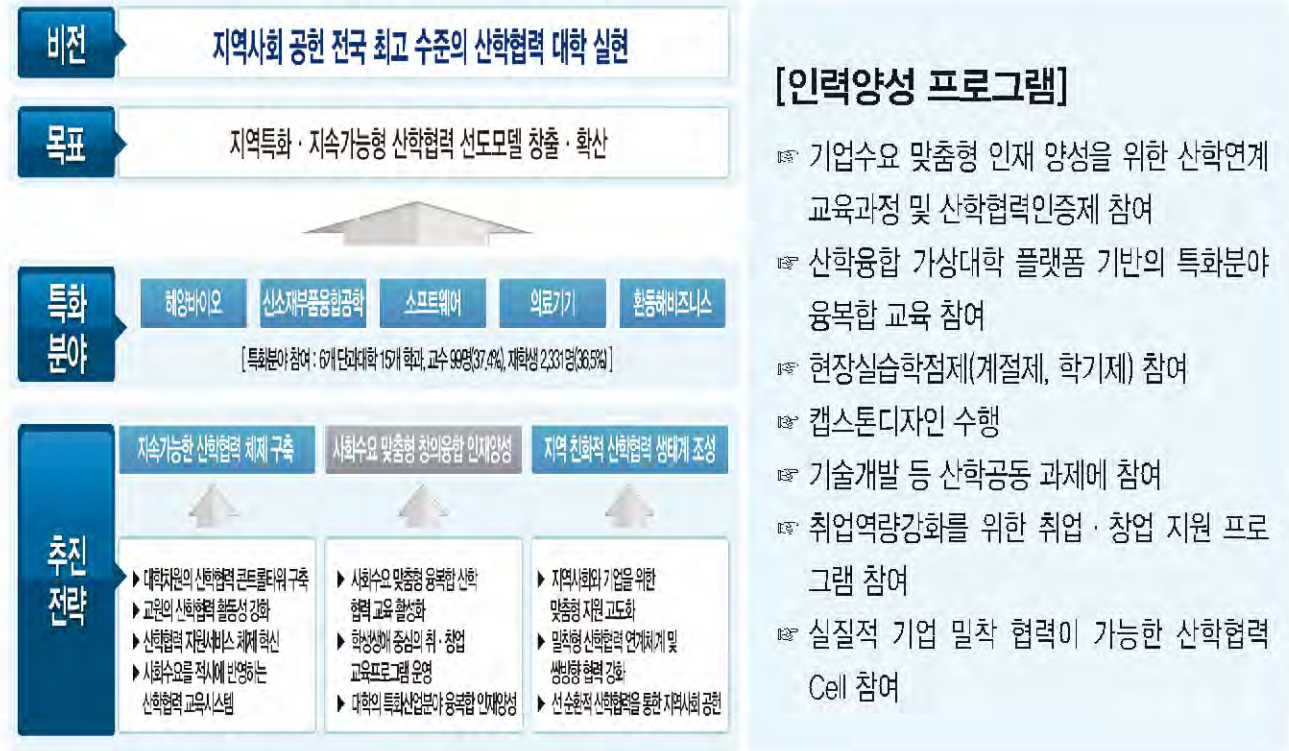 비전
지역사회 공헌 전국 최고 수준의 산학협력 대학 실현
목표
지역특화 · 지속가능형 산학협력 선도모델 창출 · 확산
특화
분야
해양바이오
신소재부품융합공학
소프트웨어
의료기기
환동해비즈니스
[ 특화분야 참여 : 6개 단과대학 15개 학과, 교수 99명(37.4%), 재학생 2,331명(36.5%) ]
추진
전략
지속가능한 산학협력 체제 구축
▶ 대학차원의 산학협력 콘트롤타워 구축
▶ 교원의 산학협력 활동성 강화
▶ 산학협력 지원서비스 체제 혁신
▶ 사회수요를 적시에 반영하는
산학협력 교육시스템
사회수요 맞춤형 창의융합 인재양성
▶ 사회수요 맞춤형 융복합 산학
협력 교육 활성화
▶ 학생생애 중심의 취 · 창업
교육프로그램 운영
▶ 대학의 특화산업분야 융복합 인재양성
지역 친화적 산학협력 생태계 조성
▶ 지역사회와 기업을 위한
맞춤형 지원 고도화
▶ 밀착형 산학협력 연계체계 및
쌍방향 협력 강화
▶ 선 순환적 산학협력을 통한 지역사회 공헌
[인력양성 프로그램]
☞ 기업수요 맞춤형 인재 양성을 위한 산학연계
교육과정 및 산학협력인증제 참여
☞ 산학융합 가상대학 플랫폼 기반의 특화분야
융복합 교육 참여
☞ 현장실습학점제(계절제, 학기제) 참여
☞ 캡스톤디자인 수행
☞ 기술개발 등 산학공동 과제에 참여
☞ 취업역량강화를 위한 취업 · 창업 지원 프로
그램 참여
☞ 실질적 기업 밀착 협력이 가능한 산학협력
Cell 참여